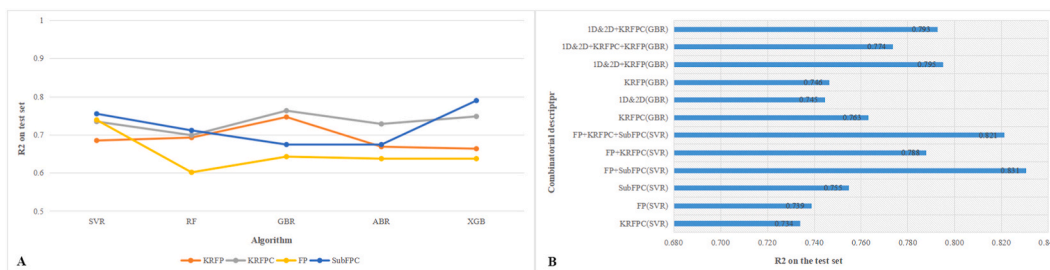 1
0.9
0.8
0.7
0.6
0.5
R2 on test set
SVR RF GBR ABR XGB
Algorithm
KRFP KRFPC FP SubFPC
A
Combinatorial descriptpr
1D&2D+KRFPC(GBR) 0.793
1D&2D+KRFPC+KRFP(GBR) 0.774
1D&2D+KRFP(GBR) 0.795
KRFP(GBR) 0.746
1D&2D(GBR) 0.745
KRFPC(GBR) 0.763
FP+KRFPC+SubFPC(SVR) 0.821
FP+KRFPC(SVR) 0.788
FP+SubFPC(SVR) 0.831
SubFPC(SVR) 0.755
FP(SVR) 0.739
KRFPC(SVR) 0.734
0.680 0.700 0.720 0.740 0.760 0.780 0.800 0.820 0.84
R2 on the test set
B